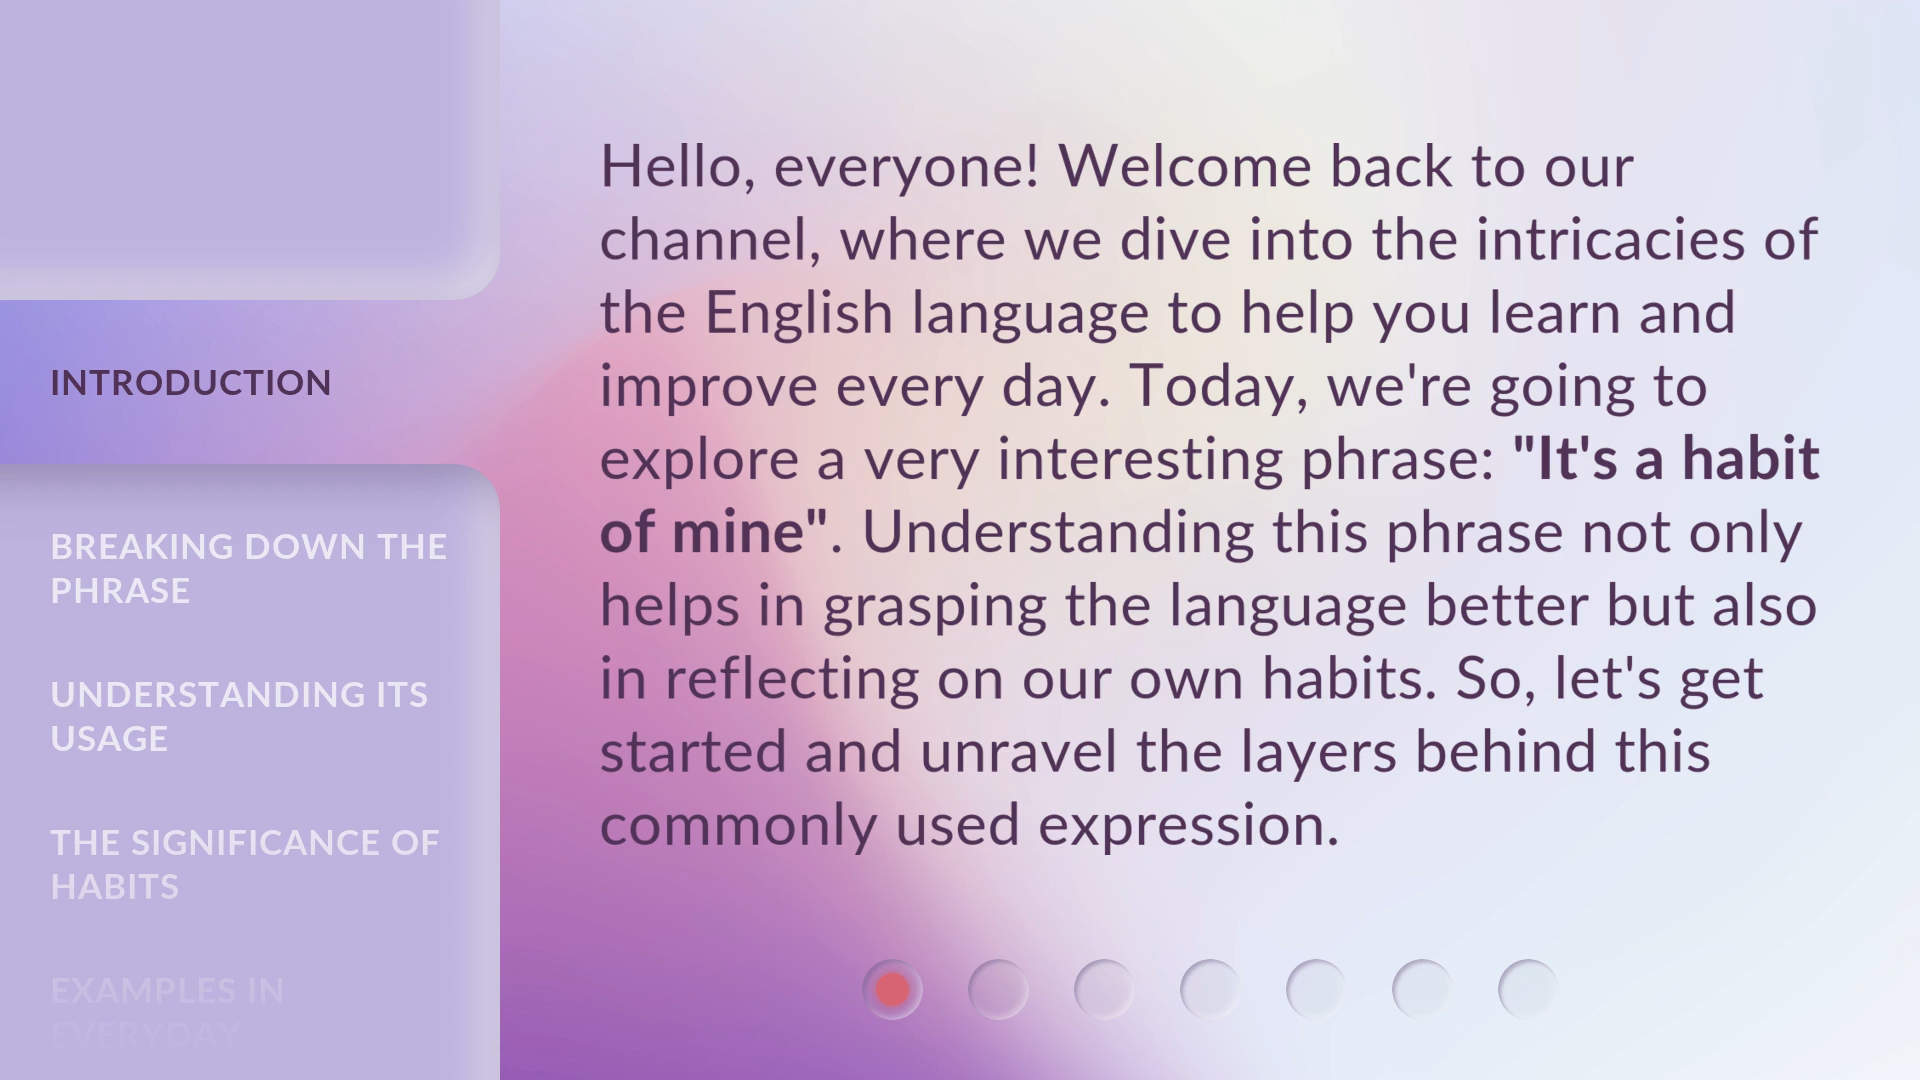 INTRODUCTION
BREAKING DOWN THE
PHRASE
UNDERSTANDING ITS
USAGE
THE SIGNIFICANCE OF
HABITS
EXAMPLES IN
EVERYDAY
Hello, everyone! Welcome back to our
channel, where we dive into the intricacies of
the English language to help you learn and
improve every day. Today, we're going to
explore a very interesting phrase: "It's a habit
of mine". Understanding this phrase not only
helps in grasping the language better but also
in reflecting on our own habits. So, let's get
started and unravel the layers behind this
commonly used expression.